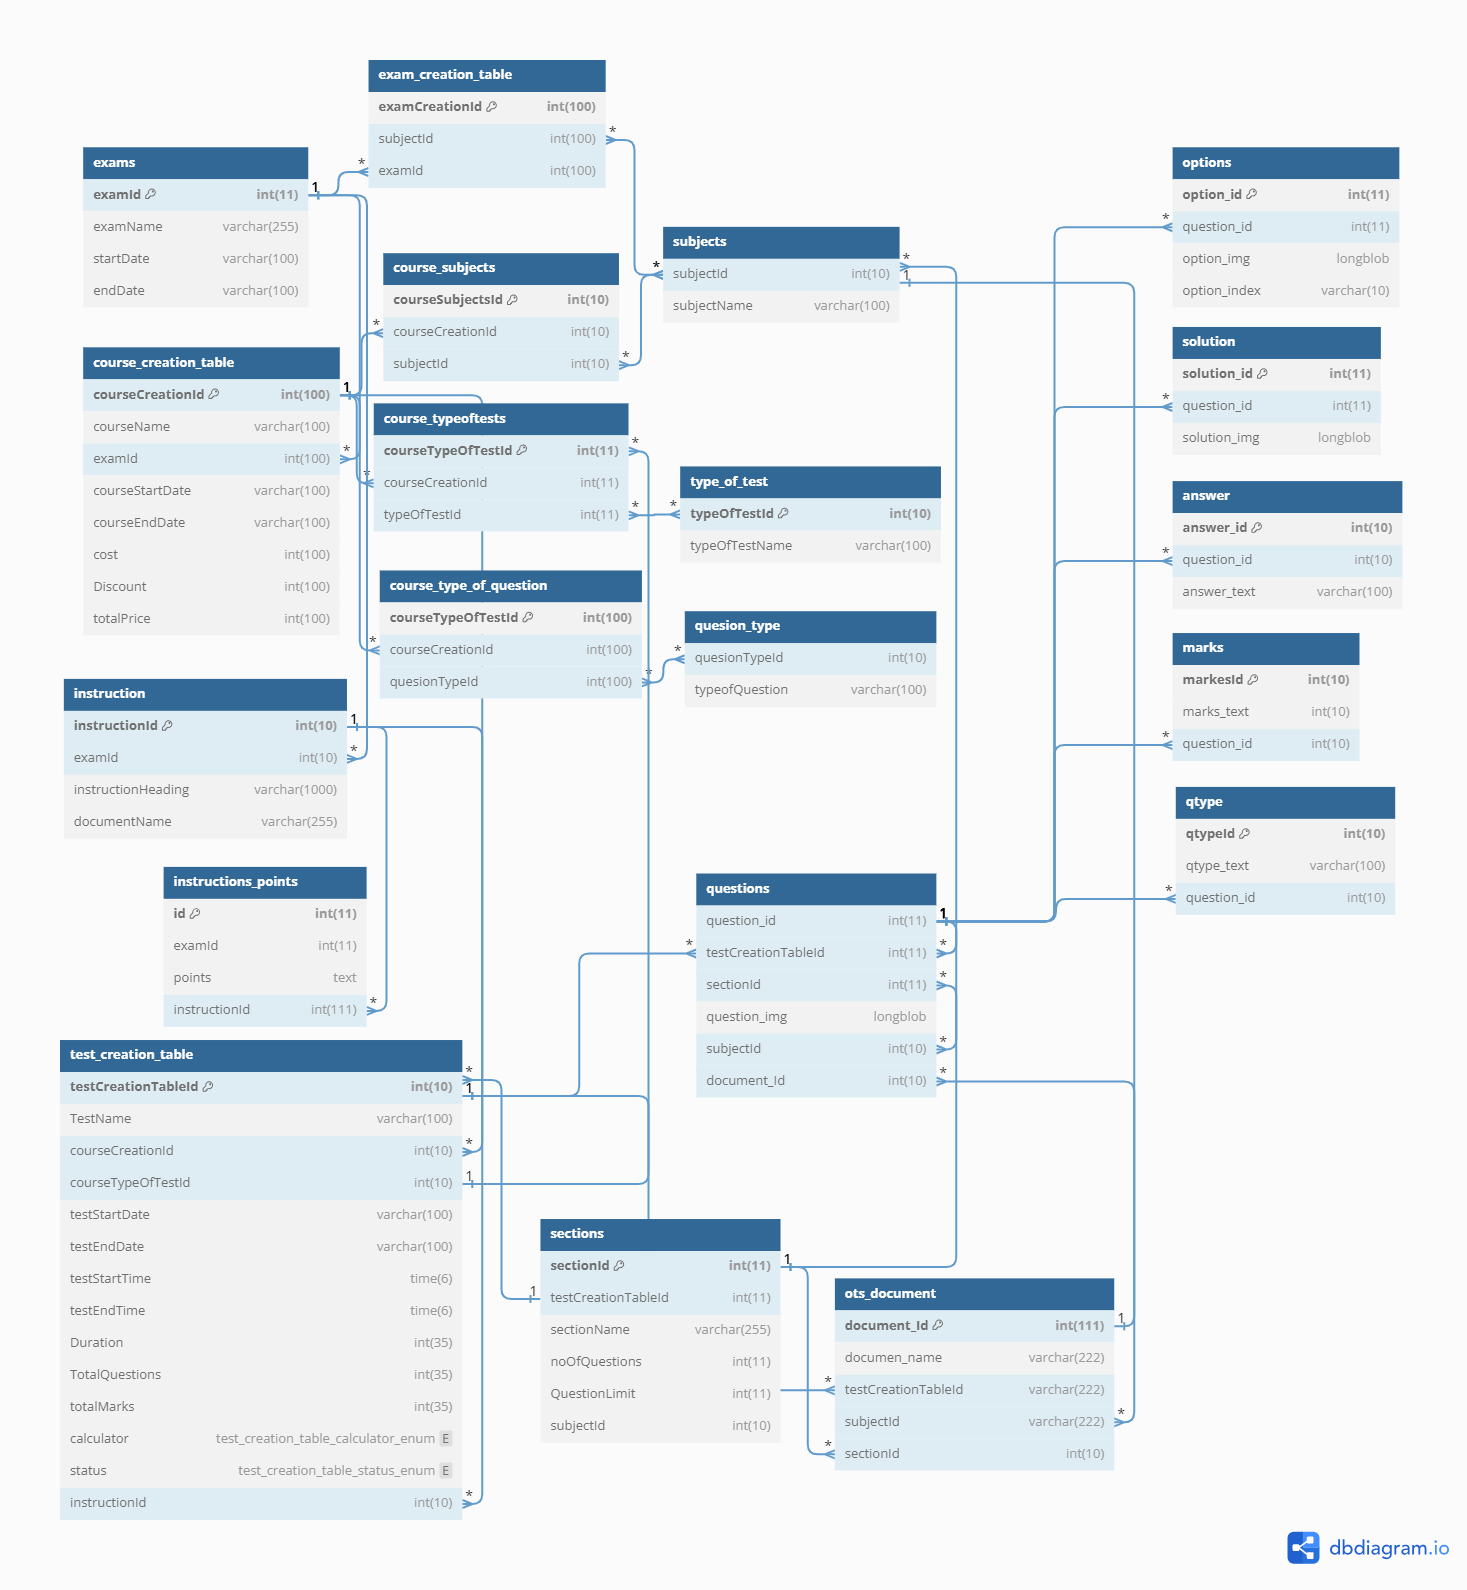 exam_creation_table
examCreationId int(100)
subjectId int(100)
examId int(100)
exams
examId int(11)
examName varchar(255)
startDate varchar(100)
endDate varchar(100)
course_subjects
courseSubjectsId int(10)
courseCreationId int(10)
subjectId int(10)
subjects
subjectId int(10)
subjectName varchar(100)
options
option_id int(11)
question_id int(11)
option_img longblob
option_index varchar(10)
solution
solution_id int(11)
question_id int(11)
solution_img longblob
course_creation_table
courseCreationId int(100)
courseName varchar(100)
examId int(100)
courseStartDate varchar(100)
courseEndDate varchar(100)
cost int(100)
Discount int(100)
totalPrice int(100)
course_typeoftests
courseTypeOfTestId int(11)
courseCreationId int(11)
typeOfTestId int(11)
type_of_test
typeOfTestId int(10)
typeOfTestName varchar(100)
answer
answer_id int(10)
question_id int(10)
answer_text varchar(100)
course_type_of_question
courseTypeOfTestId int(100)
courseCreationId int(100)
quesionTypeId int(100)
quesion_type
quesionTypeId int(10)
typeofQuestion varchar(100)
marks
markesId int(10)
marks_text int(10)
question_id int(10)
instruction
instructionId int(10)
examId int(10)
instructionHeading varchar(1000)
documentName varchar(255)
qtype
qtypeId int(10)
qtype_text varchar(100)
question_id int(10)
instructions_points
id int(11)
examId int(11)
points text
instructionId int(111)
questions
question_id int(11)
testCreationTableId int(11)
sectionId int(11)
question_img longblob
subjectId int(10)
document_Id int(10)
test_creation_table
testCreationTableId int(10)
TestName varchar(100)
courseCreationId int(10)
courseTypeOfTestId int(10)
testStartDate varchar(100)
testEndDate varchar(100)
testStartTime time(6)
testEndTime time(6)
Duration int(35)
TotalQuestions int(35)
totalMarks int(35)
calculator test_creation_table_calculator_enum E
status test_creation_table_status_enum E
instructionId int(10)
sections
sectionId int(11)
testCreationTableId int(11)
sectionName varchar(255)
noOfQuestions int(11)
QuestionLimit int(11)
subjectId int(10)
ots_document
document_Id int(111)
documen_name varchar(222)
testCreationTableId varchar(222)
subjectId varchar(222)
sectionId int(10)
dbdiagram.io